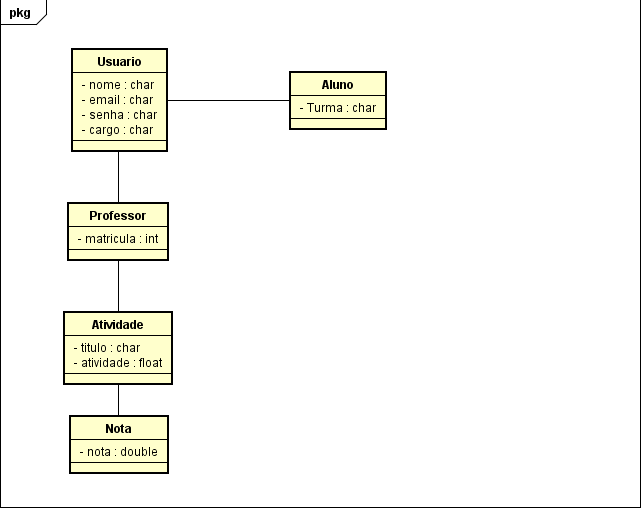 pkg
Usuario
- nome : char
- email : char
- senha : char
- cargo : char
Aluno
- Turma : char
Professor
- matricula : int
Atividade
- titulo : char
- atividade : float
Nota
- nota : double